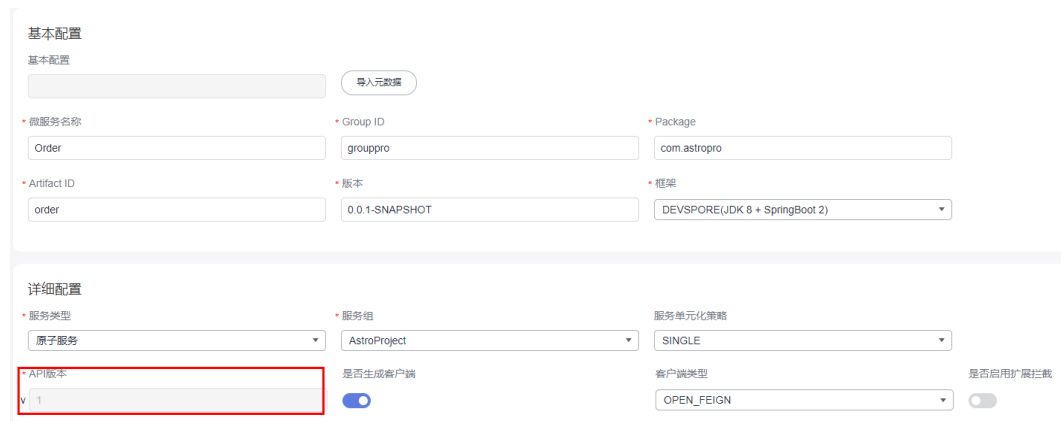 基本配置
基本配置
导入元数据
* 微服务名称 * Group ID * Package
Order grouppro com.astropro
* Artifact ID * 版本 * 框架
order 0.0.1-SNAPSHOT DEVSPORE(JDK 8 + SpringBoot 2)
详细配置
* 服务类型 * 服务组 服务单元化策略
原子服务 AstroProject SINGLE
* API版本 是否生成客户端 客户端类型 是否启用扩展拦截
v 1 OPEN_FEIGN